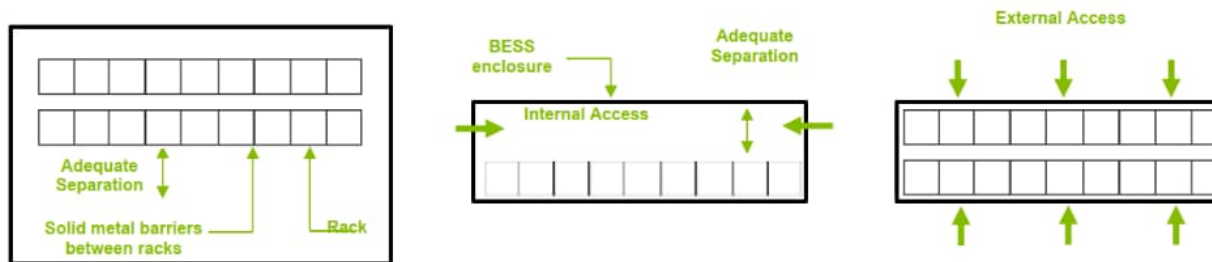 Adequate
Separation
Solid metal barriers
between racks
Rack
BESS
enclosure
Adequate
Separation
Internal Access
External Access